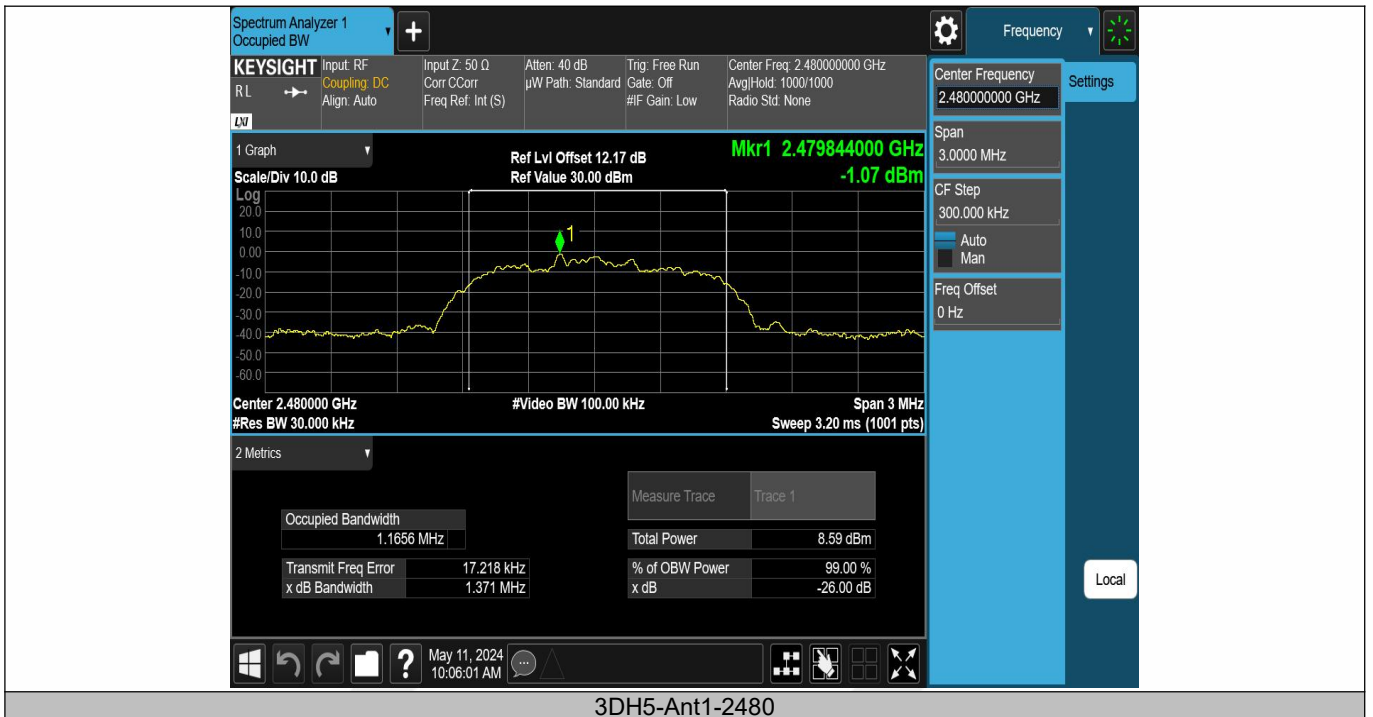 Spectrum Analyzer 1
Occupied BW
Frequency
KEYSIGHT
RL
LXI
Input: RF
Coupling: DC
Align: Auto
Input Z: 50 Ω
Corr CCorr
Freq Ref: Int (S)
Atten: 40 dB
µW Path: Standard
Trig: Free Run
Gate: Off
#IF Gain: Low
Center Freq: 2.480000000 GHz
Avg|Hold: 1000/1000
Radio Std: None
Center Frequency
2.480000000 GHz
Settings
Span
3.0000 MHz
CF Step
300.000 kHz
Auto
Man
Freq Offset
0 Hz
Local
1 Graph
Scale/Div 10.0 dB
Ref Lvl Offset 12.17 dB
Ref Value 30.00 dBm
Mkr1 2.479844000 GHz
-1.07 dBm
Log
20.0
10.0
0.00
-10.0
-20.0
-30.0
-40.0
-50.0
-60.0
1
Center 2.480000 GHz
#Video BW 100.00 kHz
Span 3 MHz
#Res BW 30.000 kHz
Sweep 3.20 ms (1001 pts)
2 Metrics
Measure Trace Trace 1
Occupied Bandwidth
1.1656 MHz
Total Power 8.59 dBm
Transmit Freq Error 17.218 kHz
% of OBW Power 99.00 %
x dB Bandwidth 1.371 MHz
x dB -26.00 dB
?
May 11, 2024
10:06:01 AM
3DH5-Ant1-2480